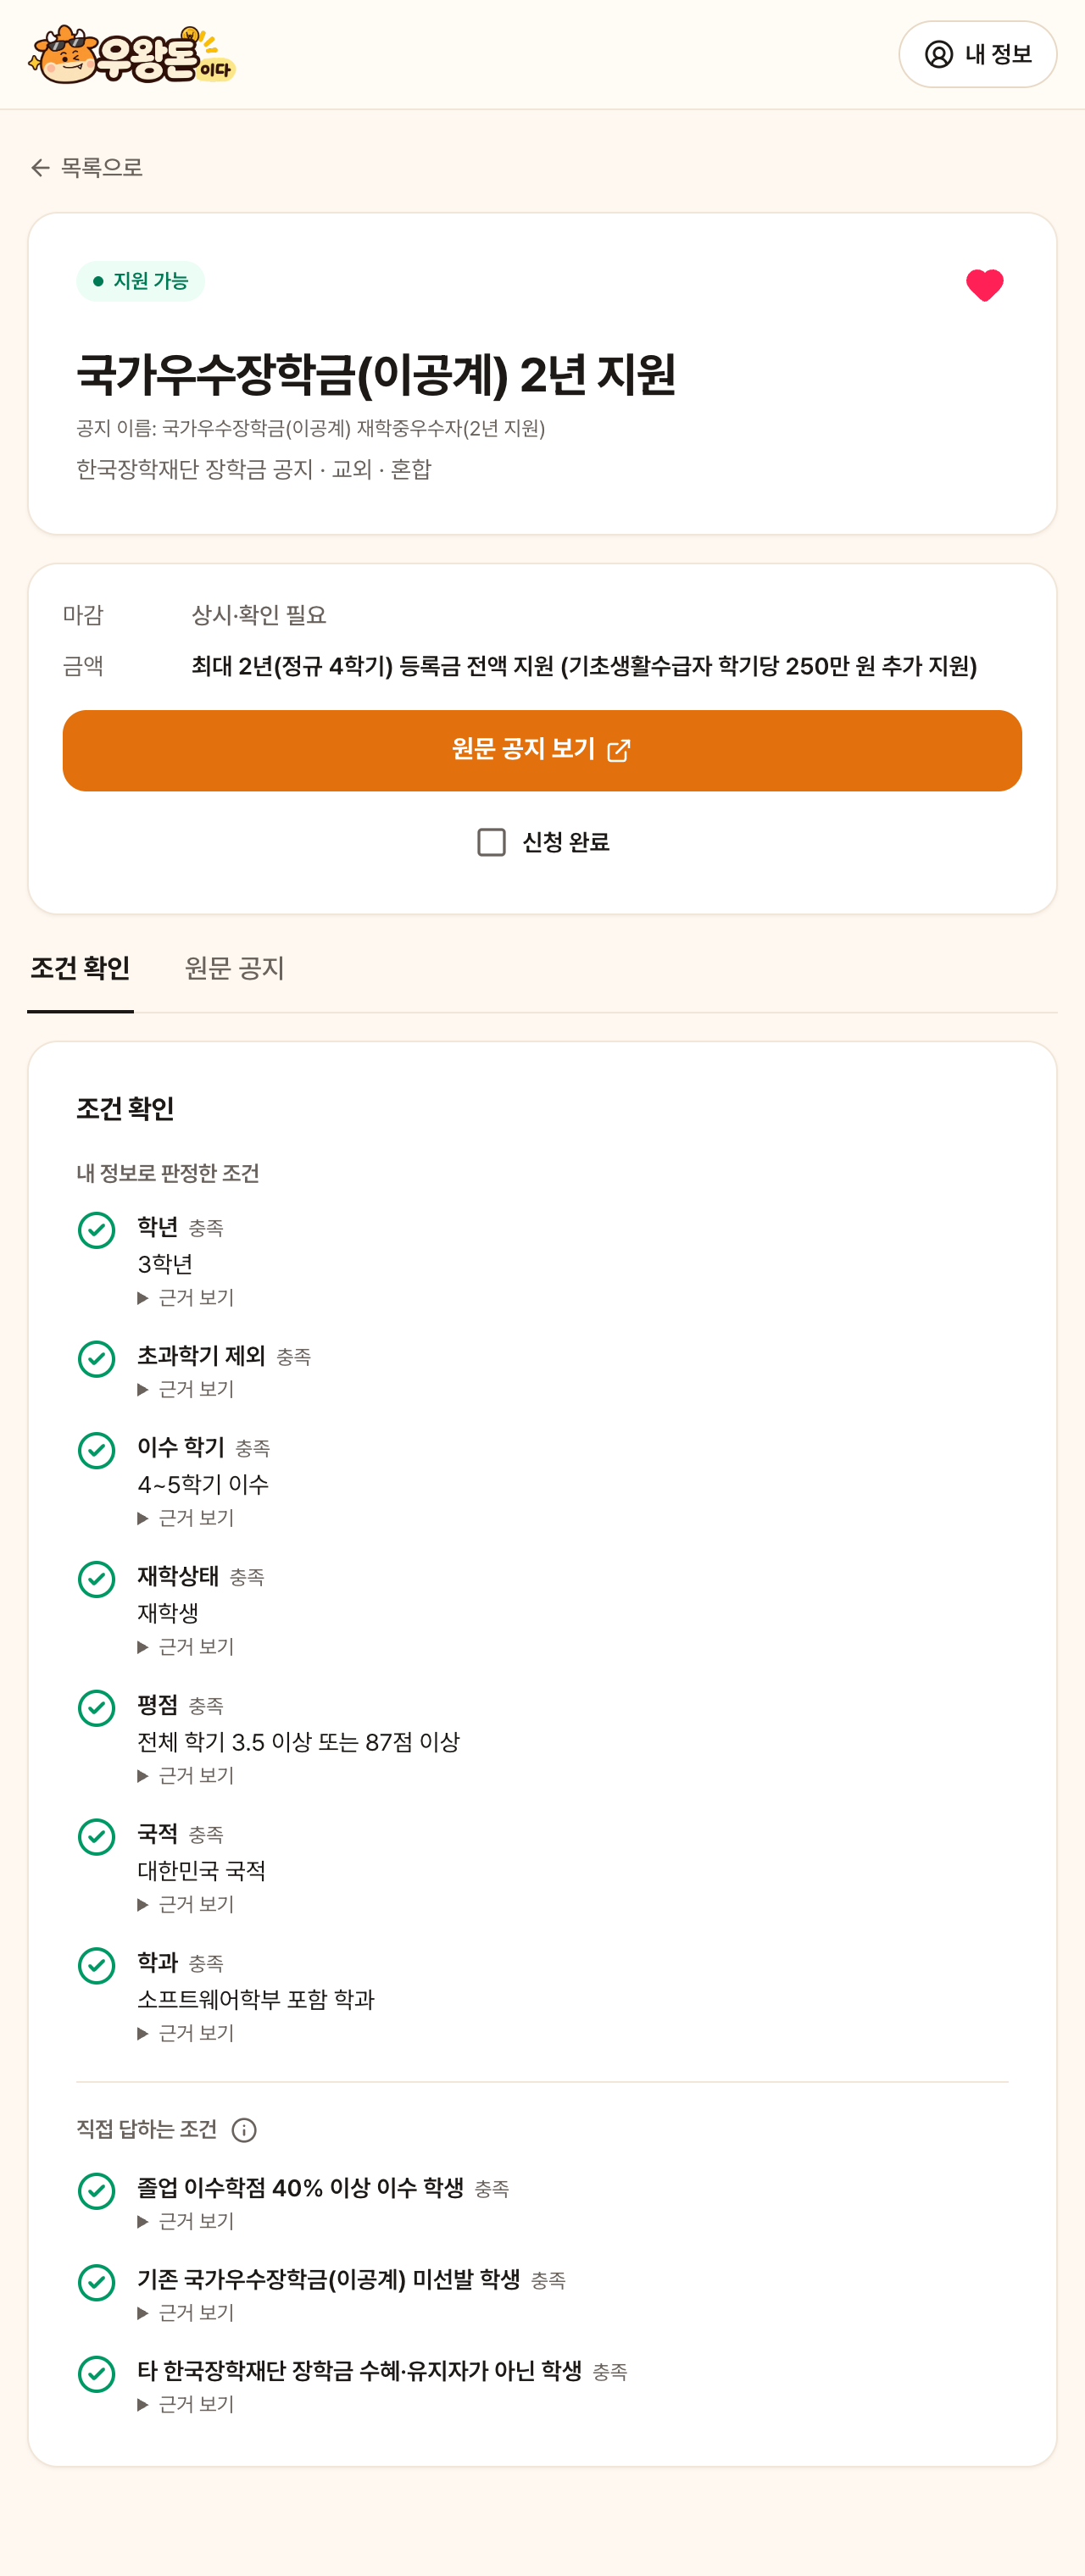 우왕돈이다
내 정보
← 목록으로
지원 가능
국가우수장학금(이공계) 2년 지원
공지 이름: 국가우수장학금(이공계) 재학중우수자(2년 지원)
한국장학재단 장학금 공지 · 교외 · 혼합
마감 상시·확인 필요
금액 최대 2년(정규 4학기) 등록금 전액 지원 (기초생활수급자 학기당 250만 원 추가 지원)
원문 공지 보기
신청 완료
조건 확인 원문 공지
조건 확인
내 정보로 판정한 조건
학년 충족
3학년
▶ 근거 보기
초과학기 제외 충족
▶ 근거 보기
이수 학기 충족
4~5학기 이수
▶ 근거 보기
재학상태 충족
재학생
▶ 근거 보기
평점 충족
전체 학기 3.5 이상 또는 87점 이상
▶ 근거 보기
국적 충족
대한민국 국적
▶ 근거 보기
학과 충족
소프트웨어학부 포함 학과
▶ 근거 보기
직접 답하는 조건
졸업 이수학점 40% 이상 이수 학생 충족
▶ 근거 보기
기존 국가우수장학금(이공계) 미선발 학생 충족
▶ 근거 보기
타 한국장학재단 장학금 수혜·유지자가 아닌 학생 충족
▶ 근거 보기